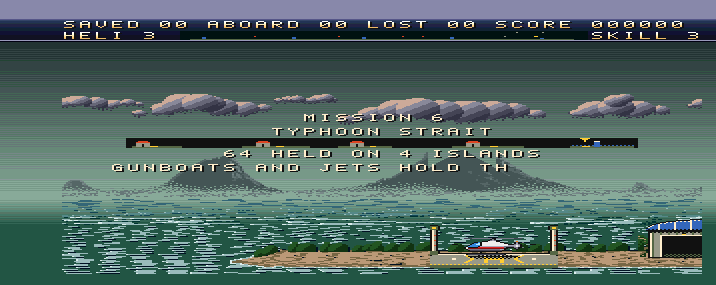 SAVED 00 ABOARD 00 LOST 00 SCORE 000000
HELI 3 SKILL 3
MISSION 6
TYPHOON STRAIT
64 HELD ON 4 ISLANDS
GUNBOATS AND JETS HOLD TH